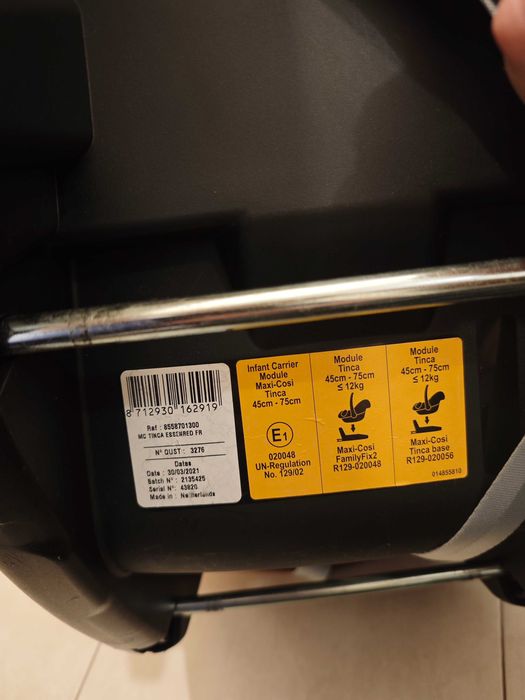 8 712930 162919
Ref : 8558701300
MC TINCA ESSENRED FR
N° OUST: 3276
Dates
Date : 30/03/2021
Batch N° : 2135425
Serial N° : 43820
Made in : Netherlands
Infant Carrier
Module
Maxi-Cosi
Tinca
45cm - 75cm
E1
020048
UN-Regulation
No. 129/02
Module
Tinca
45cm - 75cm
≤ 12kg
Maxi-Cosi
FamilyFix2
R129-020048
Module
Tinca
45cm - 75cm
≤ 12kg
Maxi-Cosi
Tinca base
R129-020056
014855810